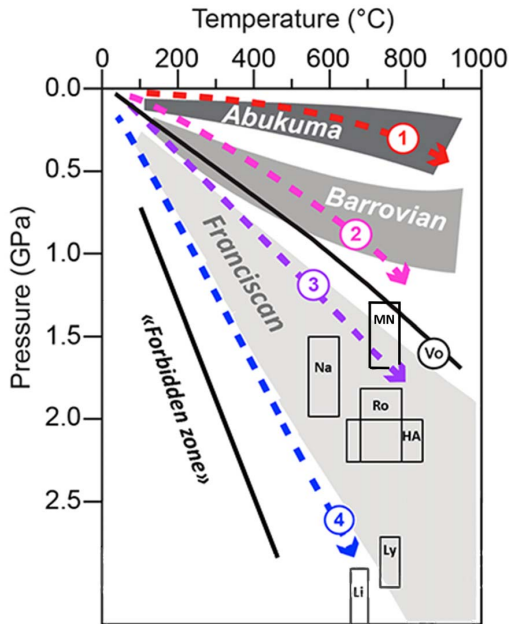 Temperature (°C)
0 200 400 600 800 1000
Pressure (GPa)
0.0
0.5
1.0
1.5
2.0
2.5
Abukuma
1
Barrovian
2
Franciscan
3
«Forbidden zone»
4
MN
Vo
Na
Ro
HA
Ly
Li